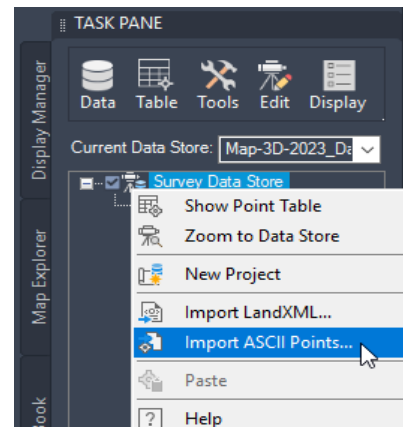 TASK PANE
Data Table Tools Edit Display
Current Data Store: Map-3D-2023_Da
Survey Data Store
Show Point Table
Zoom to Data Store
New Project
Import LandXML...
Import ASCII Points...
Paste
Help
Display Manager
Map Explorer
Book